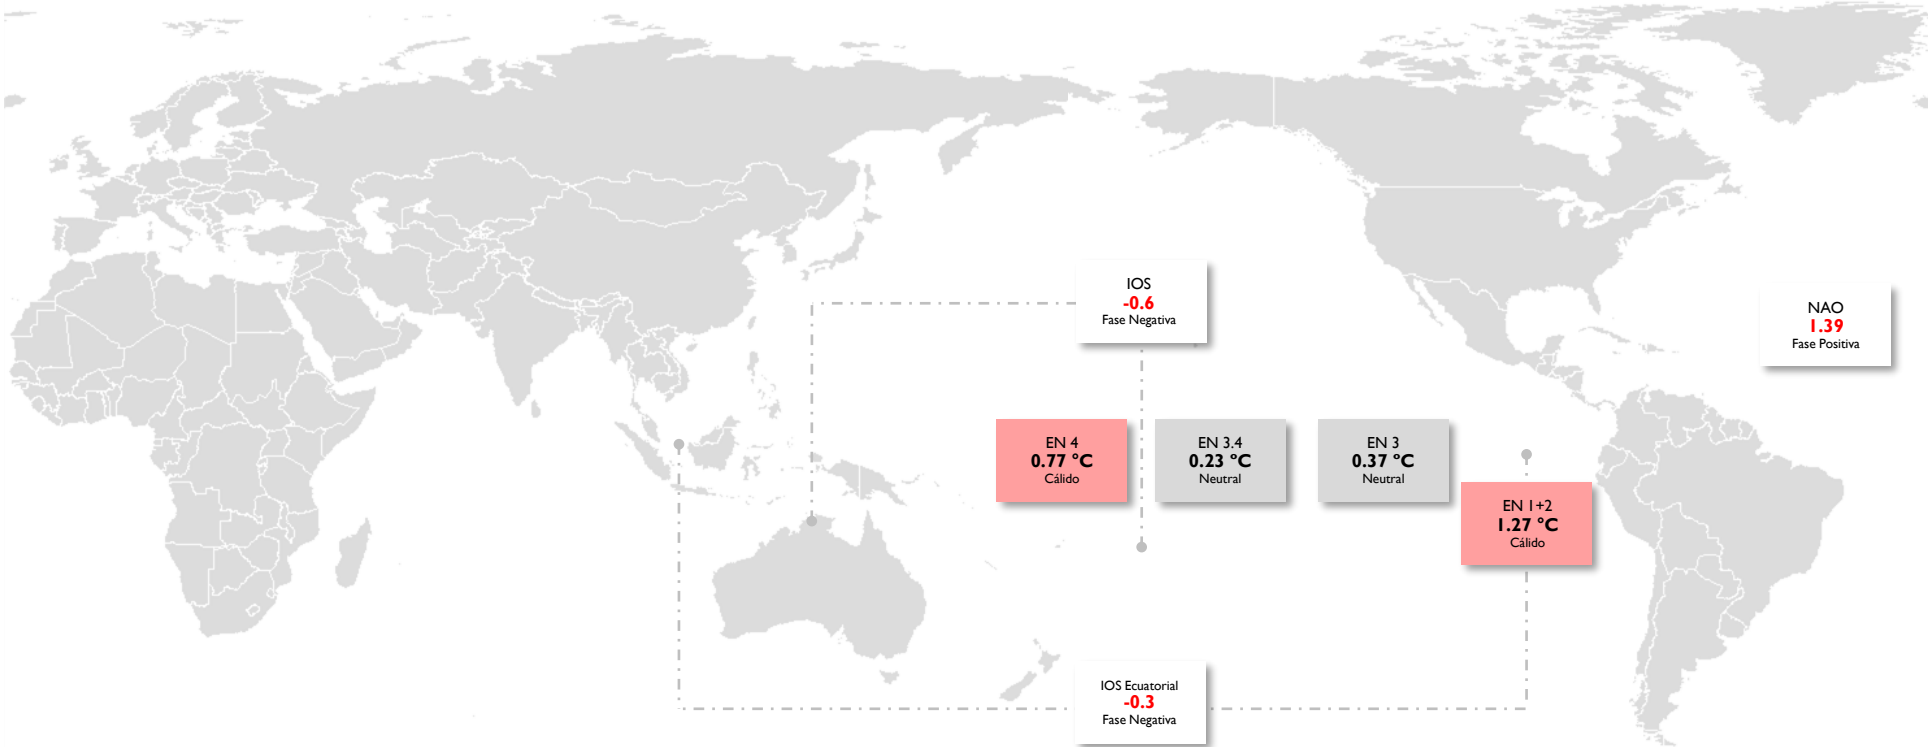 IOS
-0.6
Fase Negativa
NAO
1.39
Fase Positiva
EN 4
0.77 °C
Cálido
EN 3.4
0.23 °C
Neutral
EN 3
0.37 °C
Neutral
EN 1+2
1.27 °C
Cálido
IOS Ecuatorial
-0.3
Fase Negativa